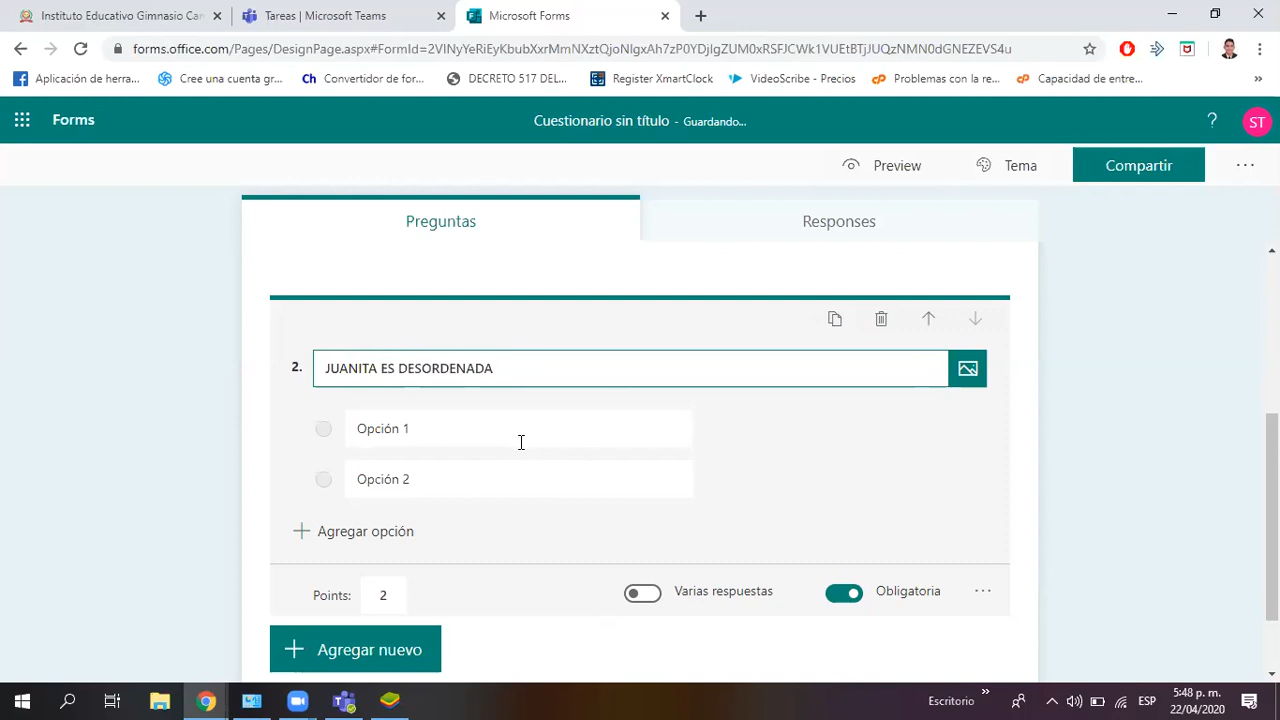 Instituto Educativo Gimnasio Ca
Tareas | Microsoft Teams
Microsoft Forms
forms.office.com/Pages/DesignPage.aspx#FormId=
Aplicación de herra...
Cree una cuenta gr...
Ch Convertidor de for...
DECRETO 517 DEL...
Register XmartClock
VideoScribe - Precios
cp Problemas con la re...
cp Capacidad de entre...
»
Forms
Cuestionario sin título - Guardando...
?
ST
Preview
Tema
Compartir
...
Preguntas
Responses
2.
JUANITA ES DESORDENADA
Opción 1
Opción 2
+ Agregar opción
Points: 2
Varias respuestas
Obligatoria
...
+ Agregar nuevo
Escritorio »
ESP
5:48 p. m.
22/04/2020